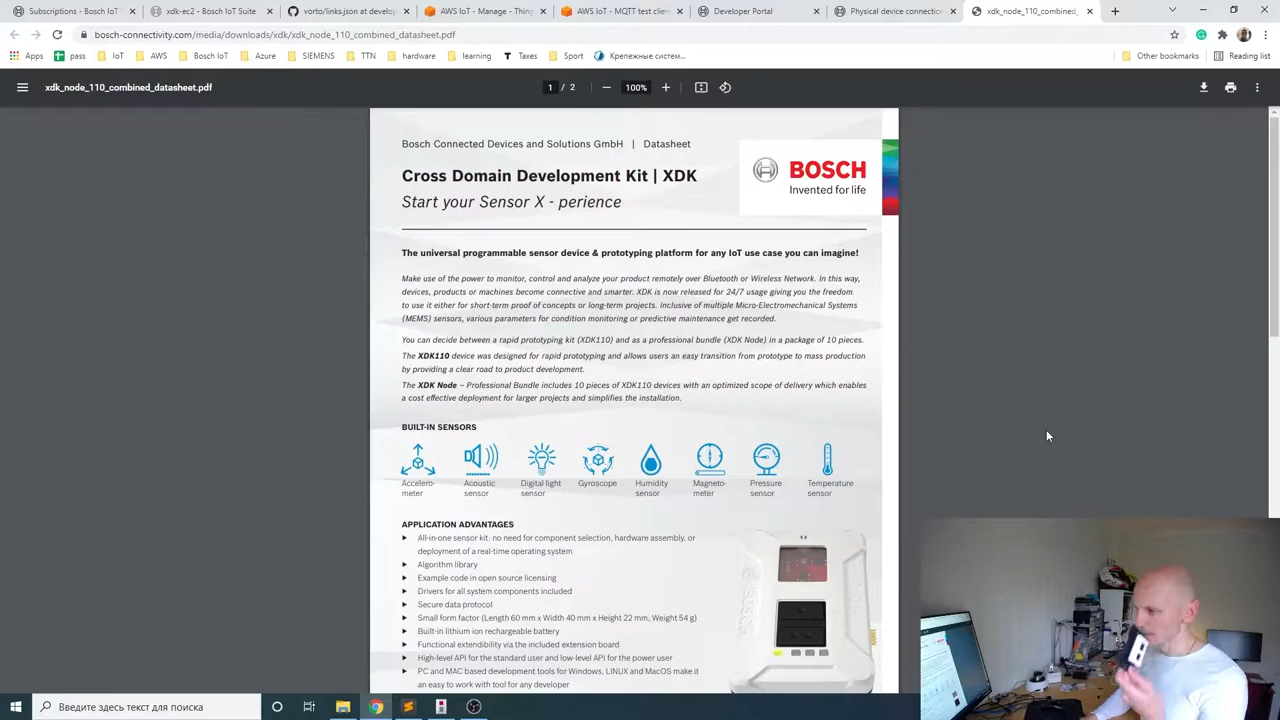 Subscriptions - Bosch IoT S
xdk-ec2 - Bosch IoT Suite
vorto/links.json at develop
AWS IoT - Manage - Thing
AWS IoT - MQTT test clien
Developer Portal
Physical device connection
xdk_node_110_combined_
bosch-connectivity.com/media/downloads/xdk/xdk_node_110_combined_datasheet.pdf
Apps pass IoT AWS Bosch IoT Azure SIEMENS TTN hardware learning Taxes Sport Крепежные систем... Other bookmarks Reading list
xdk_node_110_combined_datasheet.pdf 1 / 2 100%
Bosch Connected Devices and Solutions GmbH | Datasheet
Cross Domain Development Kit | XDK
Start your Sensor X - perience
BOSCH
Invented for life
The universal programmable sensor device & prototyping platform for any IoT use case you can imagine!
Make use of the power to monitor, control and analyze your product remotely over Bluetooth or Wireless Network. In this way,
devices, products or machines become connective and smarter. XDK is now released for 24/7 usage giving you the freedom
to use it either for short-term proof of concepts or long-term projects. Inclusive of multiple Micro-Electromechanical Systems
(MEMS) sensors, various parameters for condition monitoring or predictive maintenance get recorded.
You can decide between a rapid prototyping kit (XDK110) and as a professional bundle (XDK Node) in a package of 10 pieces.
The XDK110 device was designed for rapid prototyping and allows users an easy transition from prototype to mass production
by providing a clear road to product development.
The XDK Node – Professional Bundle includes 10 pieces of XDK110 devices with an optimized scope of delivery which enables
a cost effective deployment for larger projects and simplifies the installation.
BUILT-IN SENSORS
Accelero-
meter
Acoustic
sensor
Digital light
sensor
Gyroscope
Humidity
sensor
Magneto-
meter
Pressure
sensor
Temperature
sensor
APPLICATION ADVANTAGES
All-in-one sensor kit: no need for component selection, hardware assembly, or
deployment of a real-time operating system
Algorithm library
Example code in open source licensing
Drivers for all system components included
Secure data protocol
Small form factor (Length 60 mm x Width 40 mm x Height 22 mm; Weight 54 g)
Built-in lithium ion rechargeable battery
Functional extendibility via the included extension board
High-level API for the standard user and low-level API for the power user
PC and MAC based development tools for Windows, LINUX and MacOS make it
an easy to work with tool for any developer
Введите здесь текст для поиска